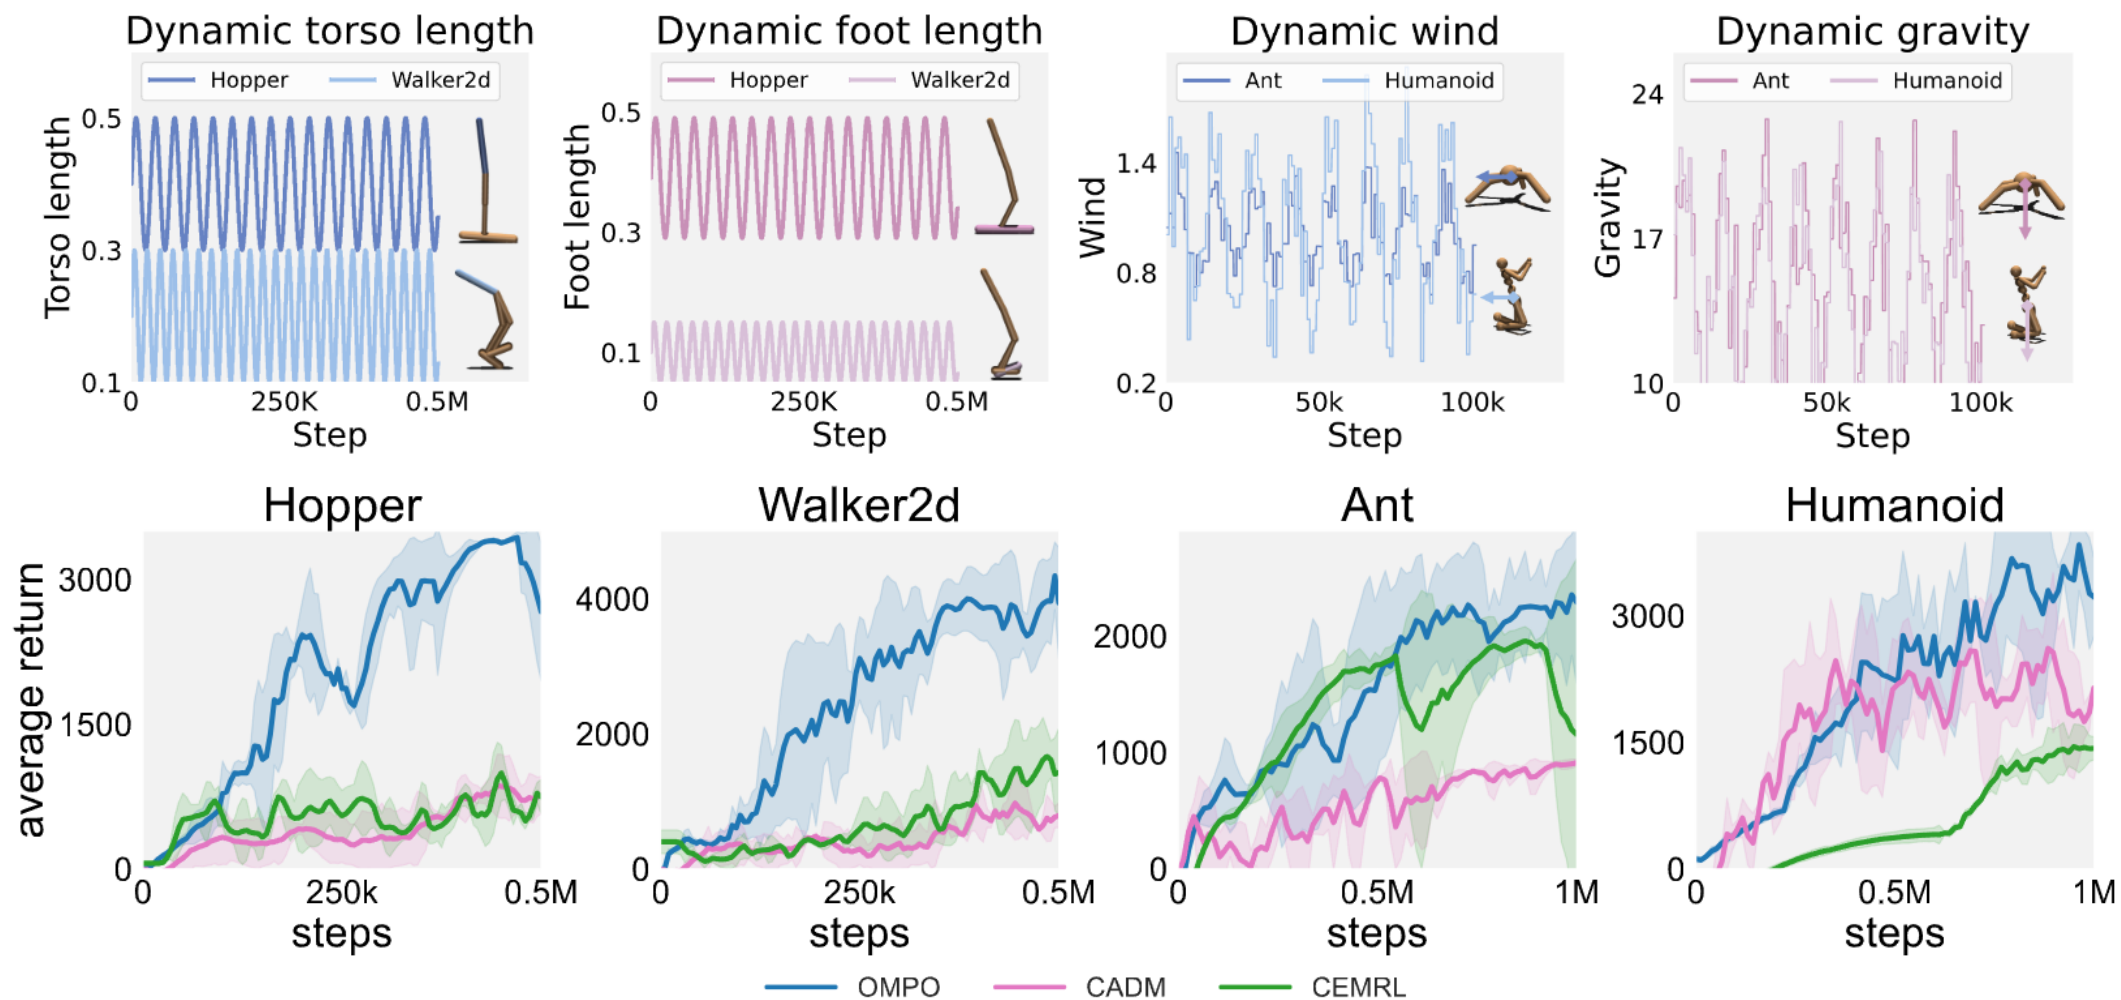 Dynamic torso length
Hopper Walker2d
Torso length
0.5
0.3
0.1
0 250K 0.5M
Step
Dynamic foot length
Hopper Walker2d
Foot length
0.5
0.3
0.1
0 250K 0.5M
Step
Dynamic wind
Ant Humanoid
Wind
1.4
0.8
0.2
0 50k 100k
Step
Dynamic gravity
Ant Humanoid
Gravity
24
17
10
0 50k 100k
Step
Hopper
average return
3000
1500
0
0 250k 0.5M
steps
Walker2d
4000
2000
0
0 250k 0.5M
steps
Ant
2000
1000
0
0 0.5M 1M
steps
Humanoid
3000
1500
0
0 0.5M 1M
steps
OMPO CADM CEMRL